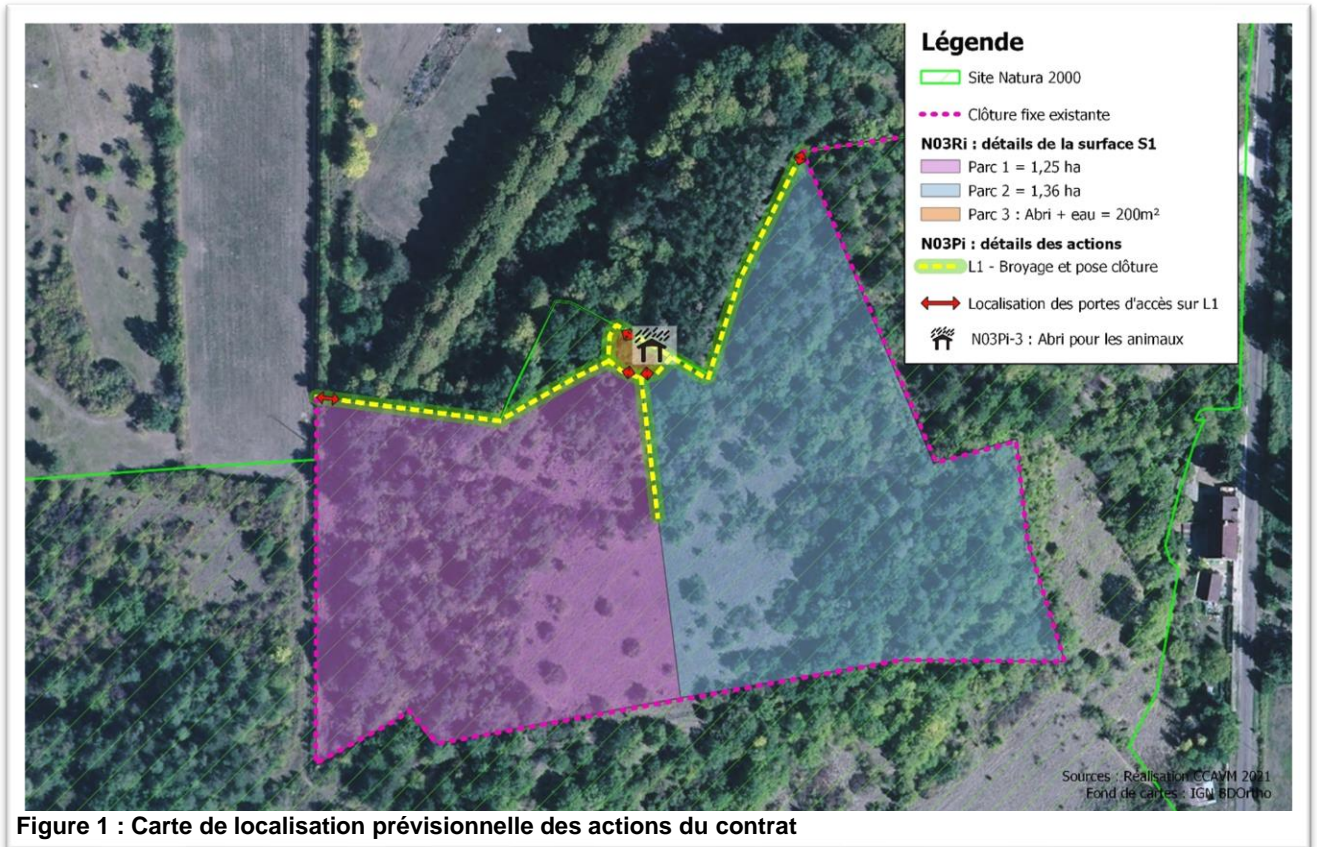 Légende
Site Natura 2000
Clôture fixe existante
N03Ri : détails de la surface S1
Parc 1 = 1,25 ha
Parc 2 = 1,36 ha
Parc 3 : Abri + eau = 200m²
N03Pi : détails des actions
L1 - Broyage et pose clôture
Localisation des portes d'accès sur L1
N03Pi-3 : Abri pour les animaux
Sources : Réalisation CCAVM 2021
Fond de cartes : IGN BDOrtho
Figure 1 : Carte de localisation prévisionnelle des actions du contrat